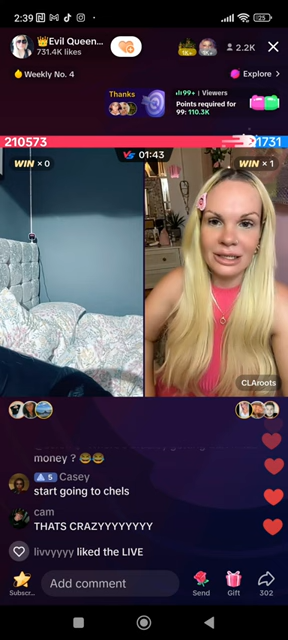 2:39
25
Evil Queen...
731.4K likes
1K+
2.2K
Weekly No. 4
Explore >
Thanks
99+ | Viewers
Points required for
99: 110.3K
210573
1731
WIN × 0
VS 01:43
WIN × 1
CLAroots
money ? 😂😂
5 Casey
start going to chels
cam
THATS CRAZYYYYYYYY
livvyyyy liked the LIVE
Subscr...
Add comment
Send
Gift
302